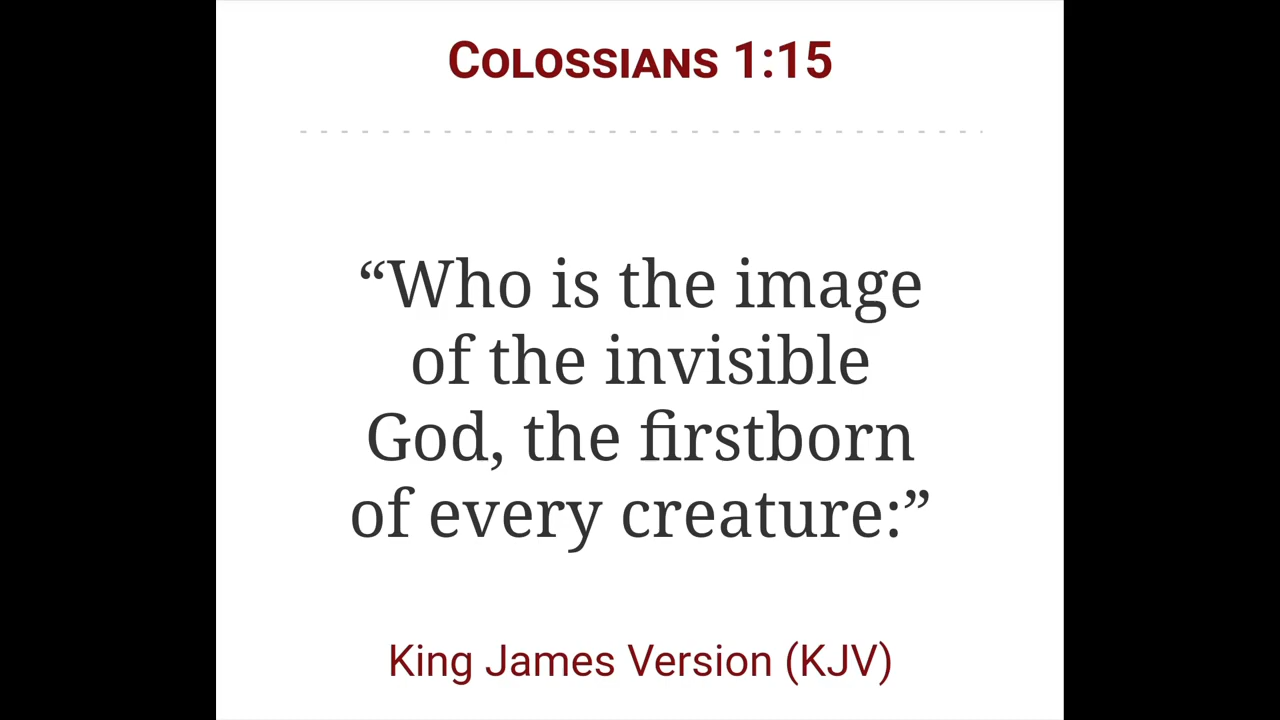 COLOSSIANS 1:15
“Who is the image
of the invisible
God, the firstborn
of every creature:”
King James Version (KJV)